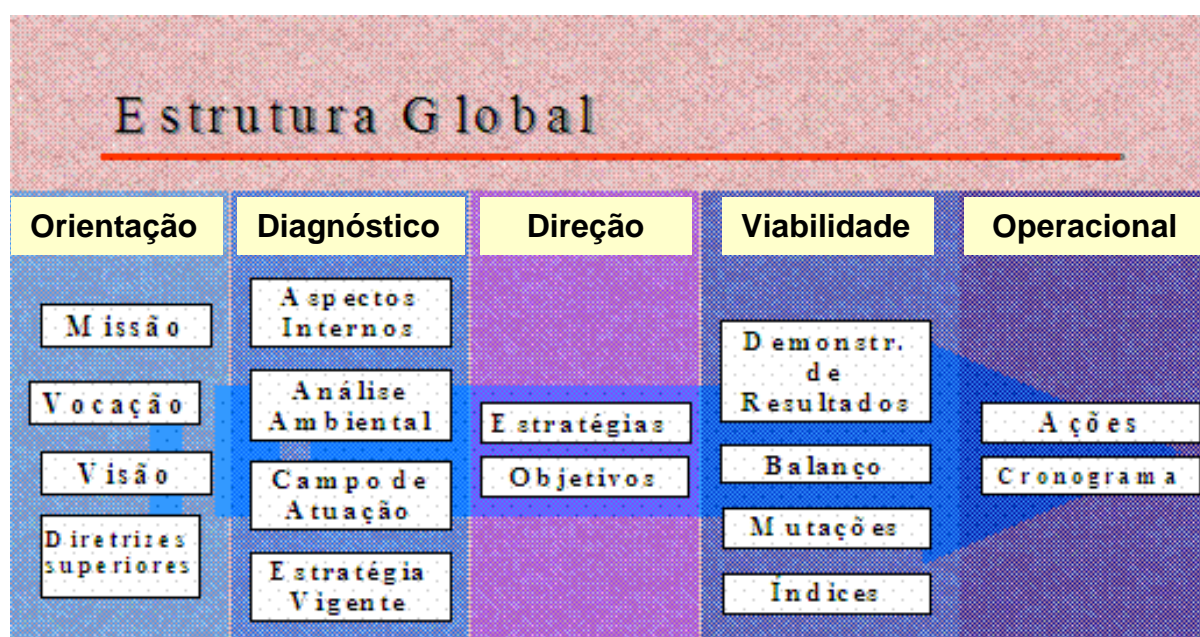 Estrutura Global
Orientação
Diagnóstico
Direção
Viabilidade
Operacional
Missão
Vocação
Visão
Diretrizes
superiores
Aspectos
Internos
Análise
Ambiental
Campo de
Atuação
Estratégia
Vigente
Estratégias
Objetivos
Demonstr.
de
Resultados
Balanço
Mutações
Índices
Ações
Cronograma